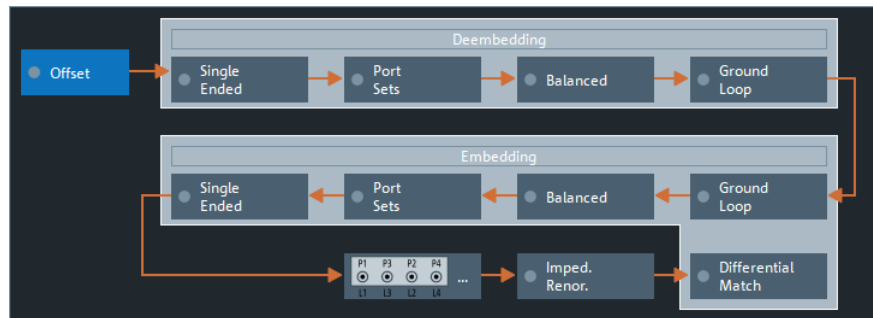 Deembedding
Offset
Single
Ended
Port
Sets
Balanced
Ground
Loop
Embedding
Single
Ended
Port
Sets
Balanced
Ground
Loop
P1 P3 P2 P4
L1 L3 L2 L4
...
Imped.
Renor.
Differential
Match